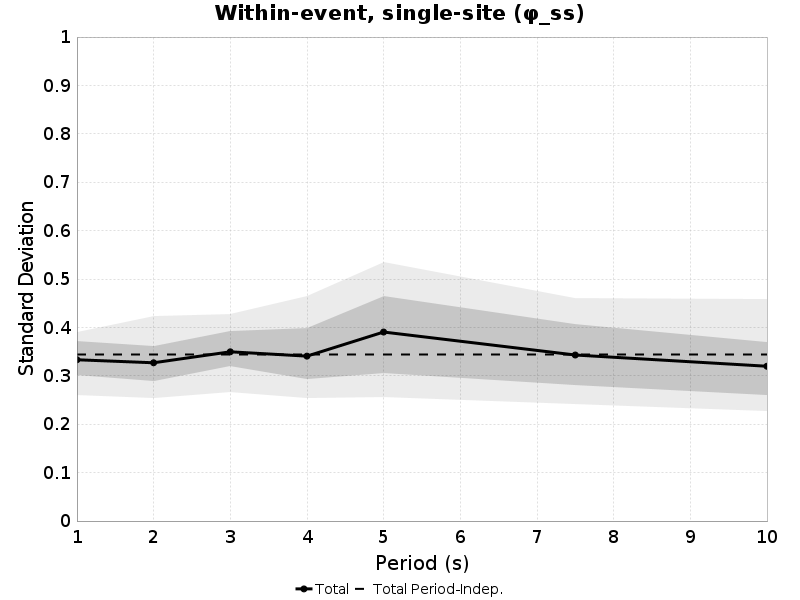 Within-event, single-site (φ_ss)
1
0.9
0.8
0.7
0.6
0.5
0.4
0.3
0.2
0.1
0
Standard Deviation
1 2 3 4 5 6 7 8 9 10
Period (s)
Total Total Period-Indep.